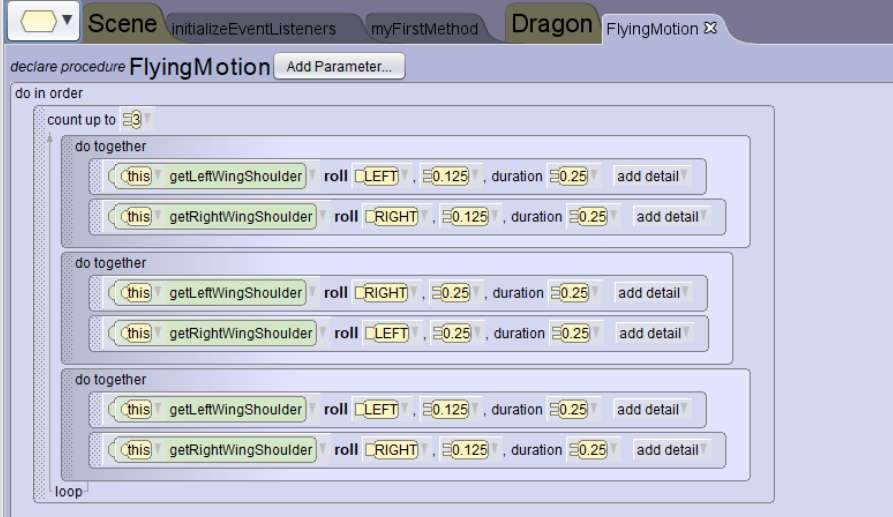 Scene initializeEventListeners myFirstMethod Dragon FlyingMotion
declare procedure FlyingMotion Add Parameter...
do in order
count up to 3
do together
this getLeftWingShoulder roll LEFT , 0.125 , duration 0.25 add detail
this getRightWingShoulder roll RIGHT , 0.125 , duration 0.25 add detail
do together
this getLeftWingShoulder roll RIGHT , 0.25 , duration 0.25 add detail
this getRightWingShoulder roll LEFT , 0.25 , duration 0.25 add detail
do together
this getLeftWingShoulder roll LEFT , 0.125 , duration 0.25 add detail
this getRightWingShoulder roll RIGHT , 0.125 , duration 0.25 add detail
loop